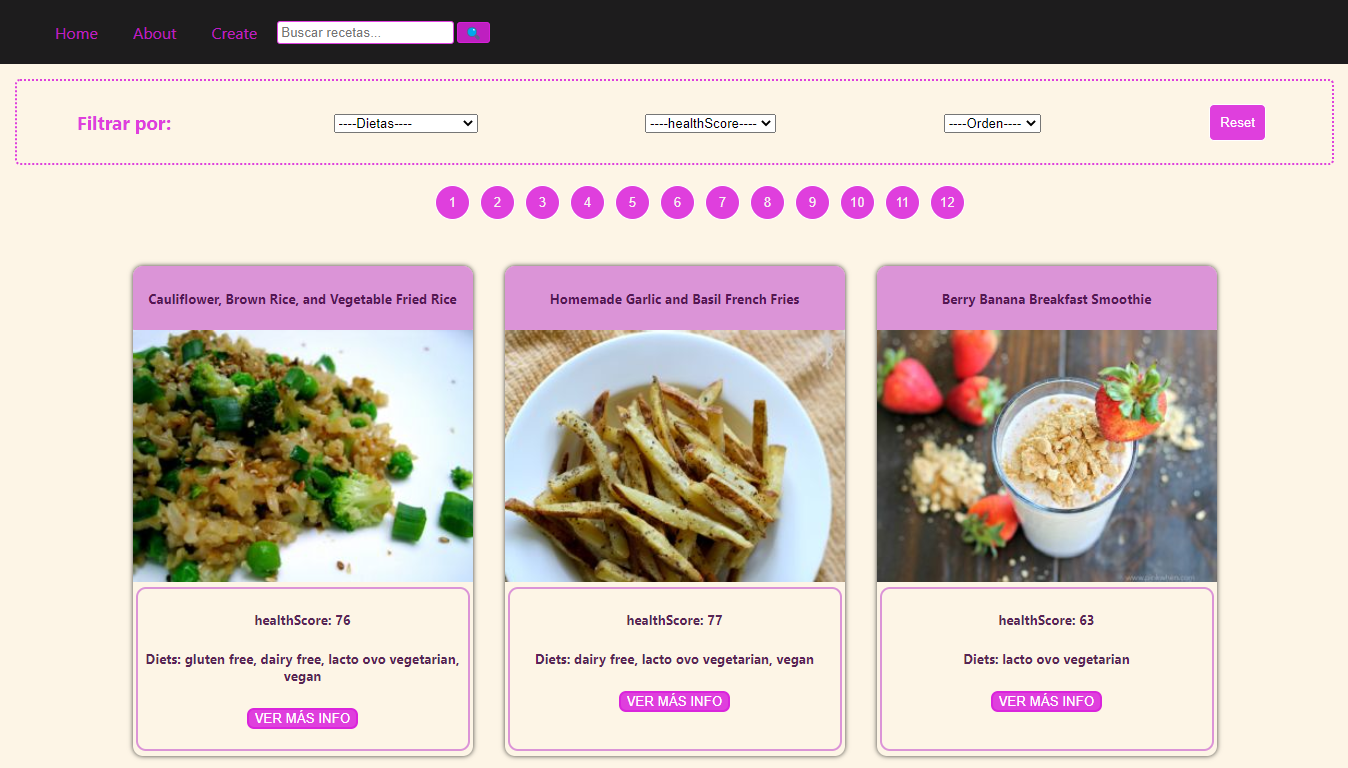 Home About Create Buscar recetas...
Filtrar por: ----Dietas---- ----healthScore---- ----Orden---- Reset
1 2 3 4 5 6 7 8 9 10 11 12
Cauliflower, Brown Rice, and Vegetable Fried Rice
Homemade Garlic and Basil French Fries
Berry Banana Breakfast Smoothie
healthScore: 76
Diets: gluten free, dairy free, lacto ovo vegetarian,
vegan
VER MÁS INFO
healthScore: 77
Diets: dairy free, lacto ovo vegetarian, vegan
VER MÁS INFO
healthScore: 63
Diets: lacto ovo vegetarian
VER MÁS INFO